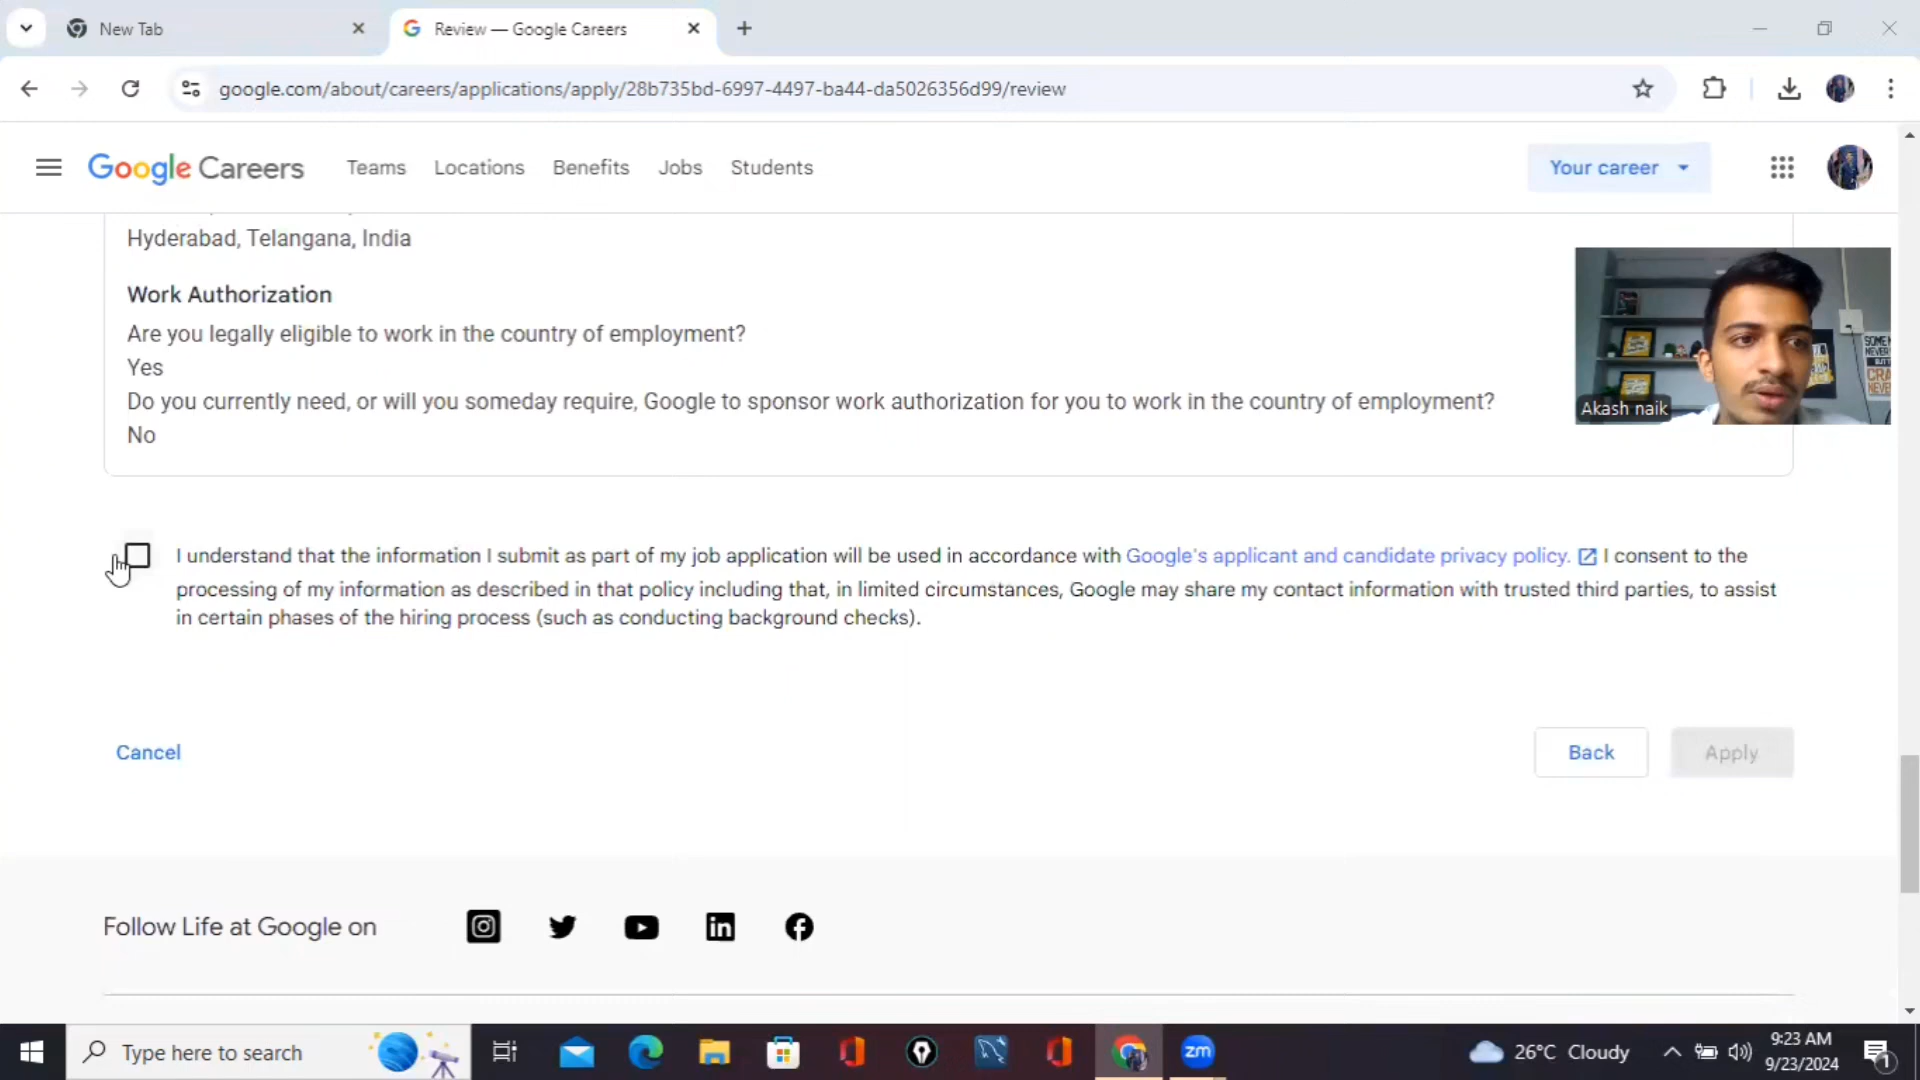 New Tab
Review — Google Careers
google.com/about/careers/applications/apply/28b735bd-6997-4497-ba44-da5026356d99/review
Google Careers
Teams
Locations
Benefits
Jobs
Students
Your career
Hyderabad, Telangana, India
Work Authorization
Are you legally eligible to work in the country of employment?
Yes
Do you currently need, or will you someday require, Google to sponsor work authorization for you to work in the country of employment?
No
SOME
NEVER
CRA
NEVE
Akash naik
I understand that the information I submit as part of my job application will be used in accordance with Google's applicant and candidate privacy policy. I consent to the
processing of my information as described in that policy including that, in limited circumstances, Google may share my contact information with trusted third parties, to assist
in certain phases of the hiring process (such as conducting background checks).
Cancel
Back
Apply
Follow Life at Google on
in
Type here to search
zm
26°C Cloudy
9:23 AM
9/23/2024
1